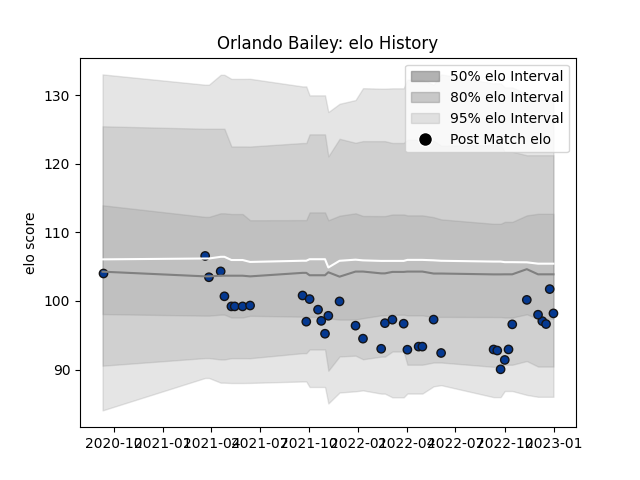 Orlando Bailey: elo History
50% elo Interval
80% elo Interval
95% elo Interval
Post Match elo
elo score
130
120
110
100
90
2020-10 2021-01 2021-04 2021-07 2021-10 2022-01 2022-04 2022-07 2022-10 2023-01